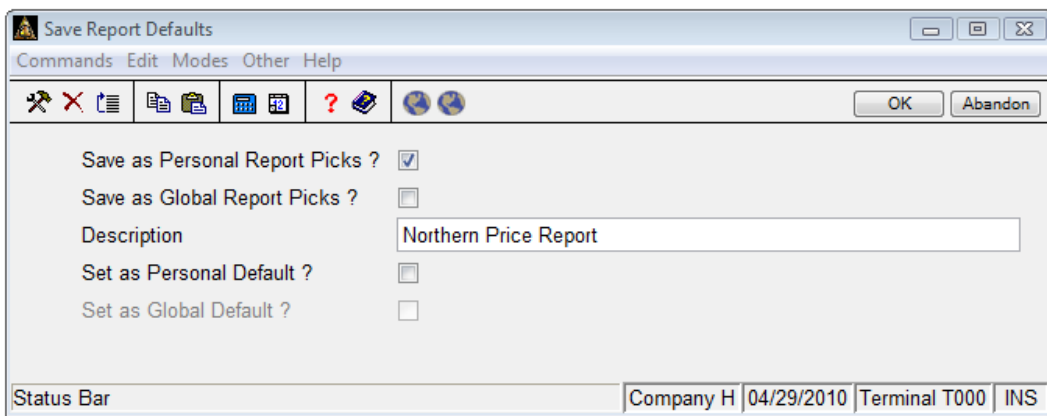 Save Report Defaults
Commands Edit Modes Other Help
12 ? OK Abandon
Save as Personal Report Picks ?
Save as Global Report Picks ?
Description Northern Price Report
Set as Personal Default ?
Set as Global Default ?
Status Bar Company H 04/29/2010 Terminal T000 INS